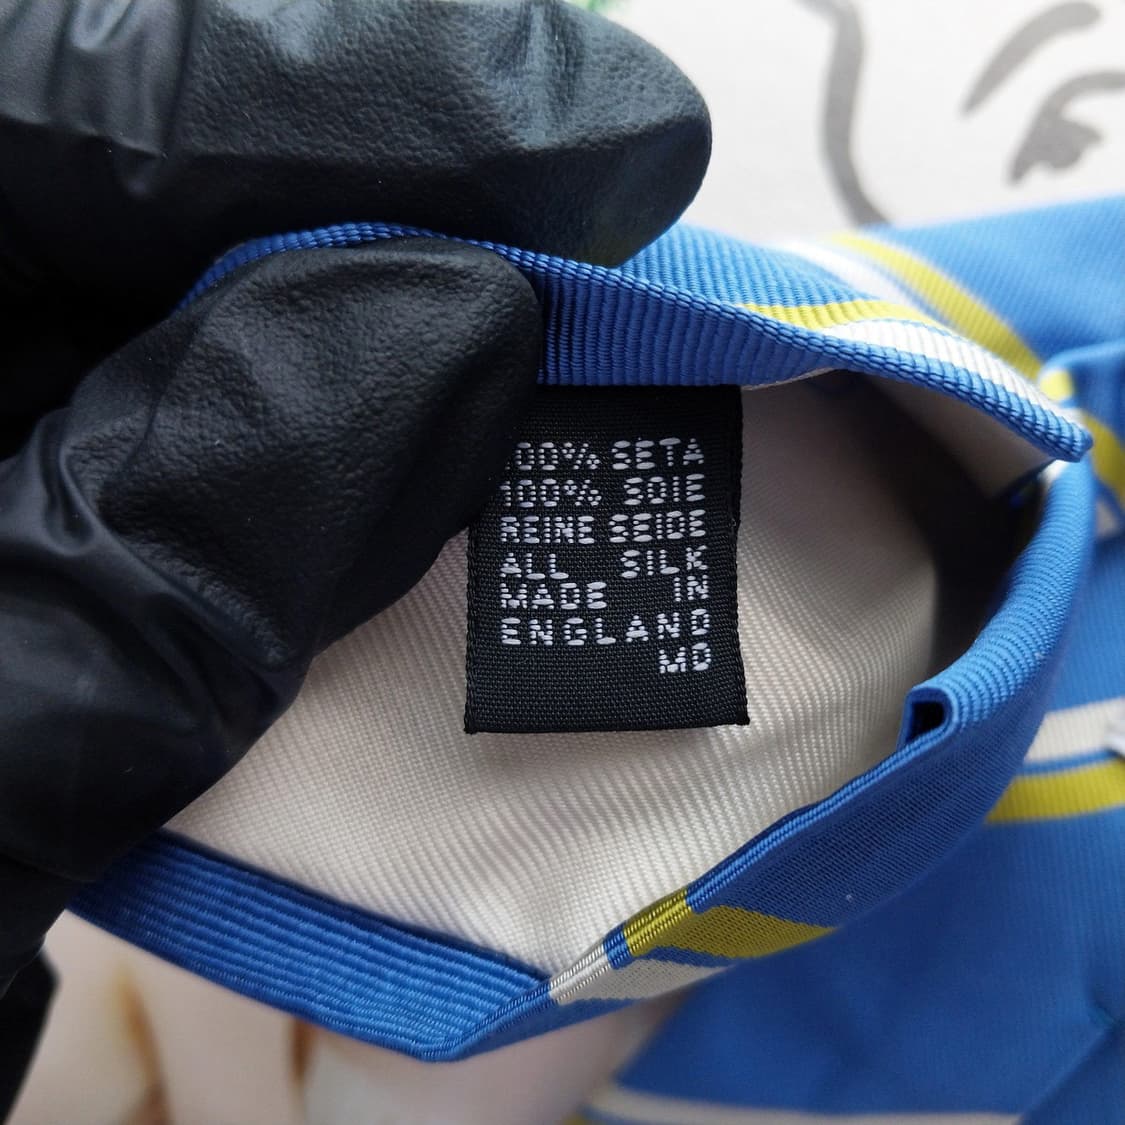 100% SETA
100% SOIE
REINE SEIDE
ALL SILK
MADE IN
ENGLAND
MD